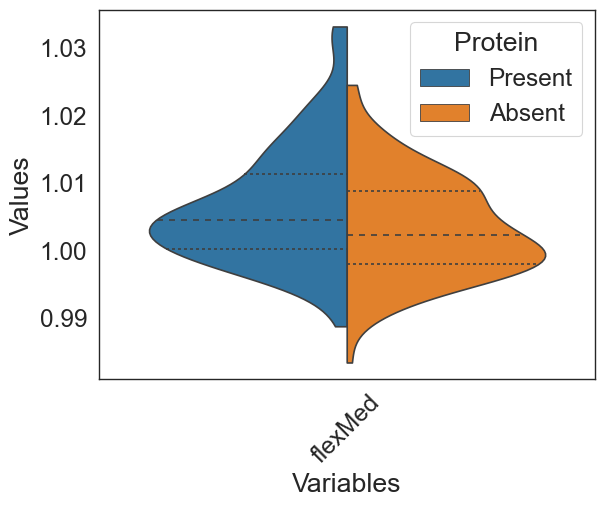 Values
1.03
1.02
1.01
1.00
0.99
Protein
Present
Absent
flexMed
Variables